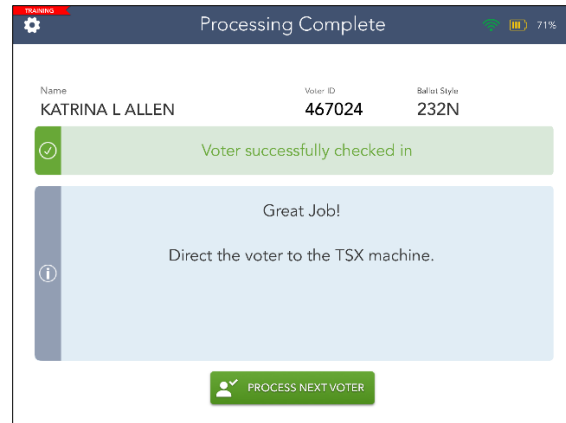 TRAINING
Processing Complete
71%
Name
Voter ID
Ballot Style
KATRINA L ALLEN
467024
232N
Voter successfully checked in
Great Job!
Direct the voter to the TSX machine.
PROCESS NEXT VOTER